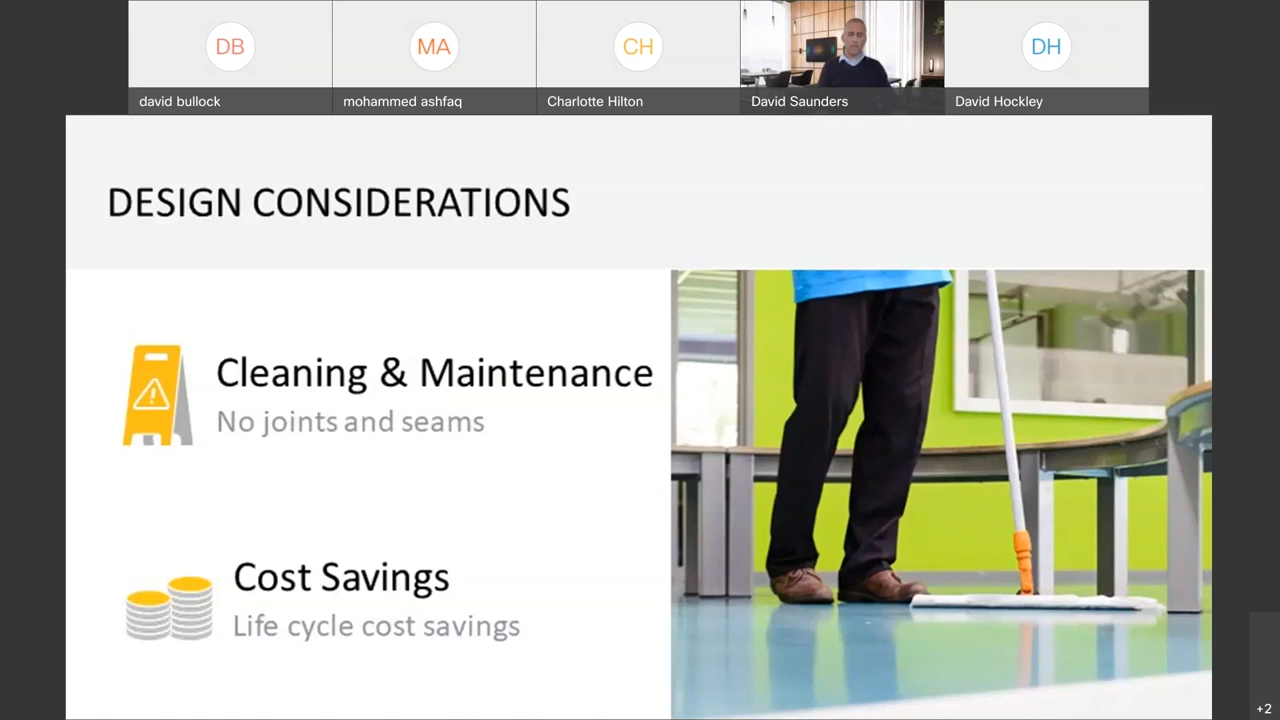 DB
MA
CH
DH
david bullock
mohammed ashfaq
Charlotte Hilton
David Saunders
David Hockley
DESIGN CONSIDERATIONS
Cleaning & Maintenance
No joints and seams
Cost Savings
Life cycle cost savings
+2